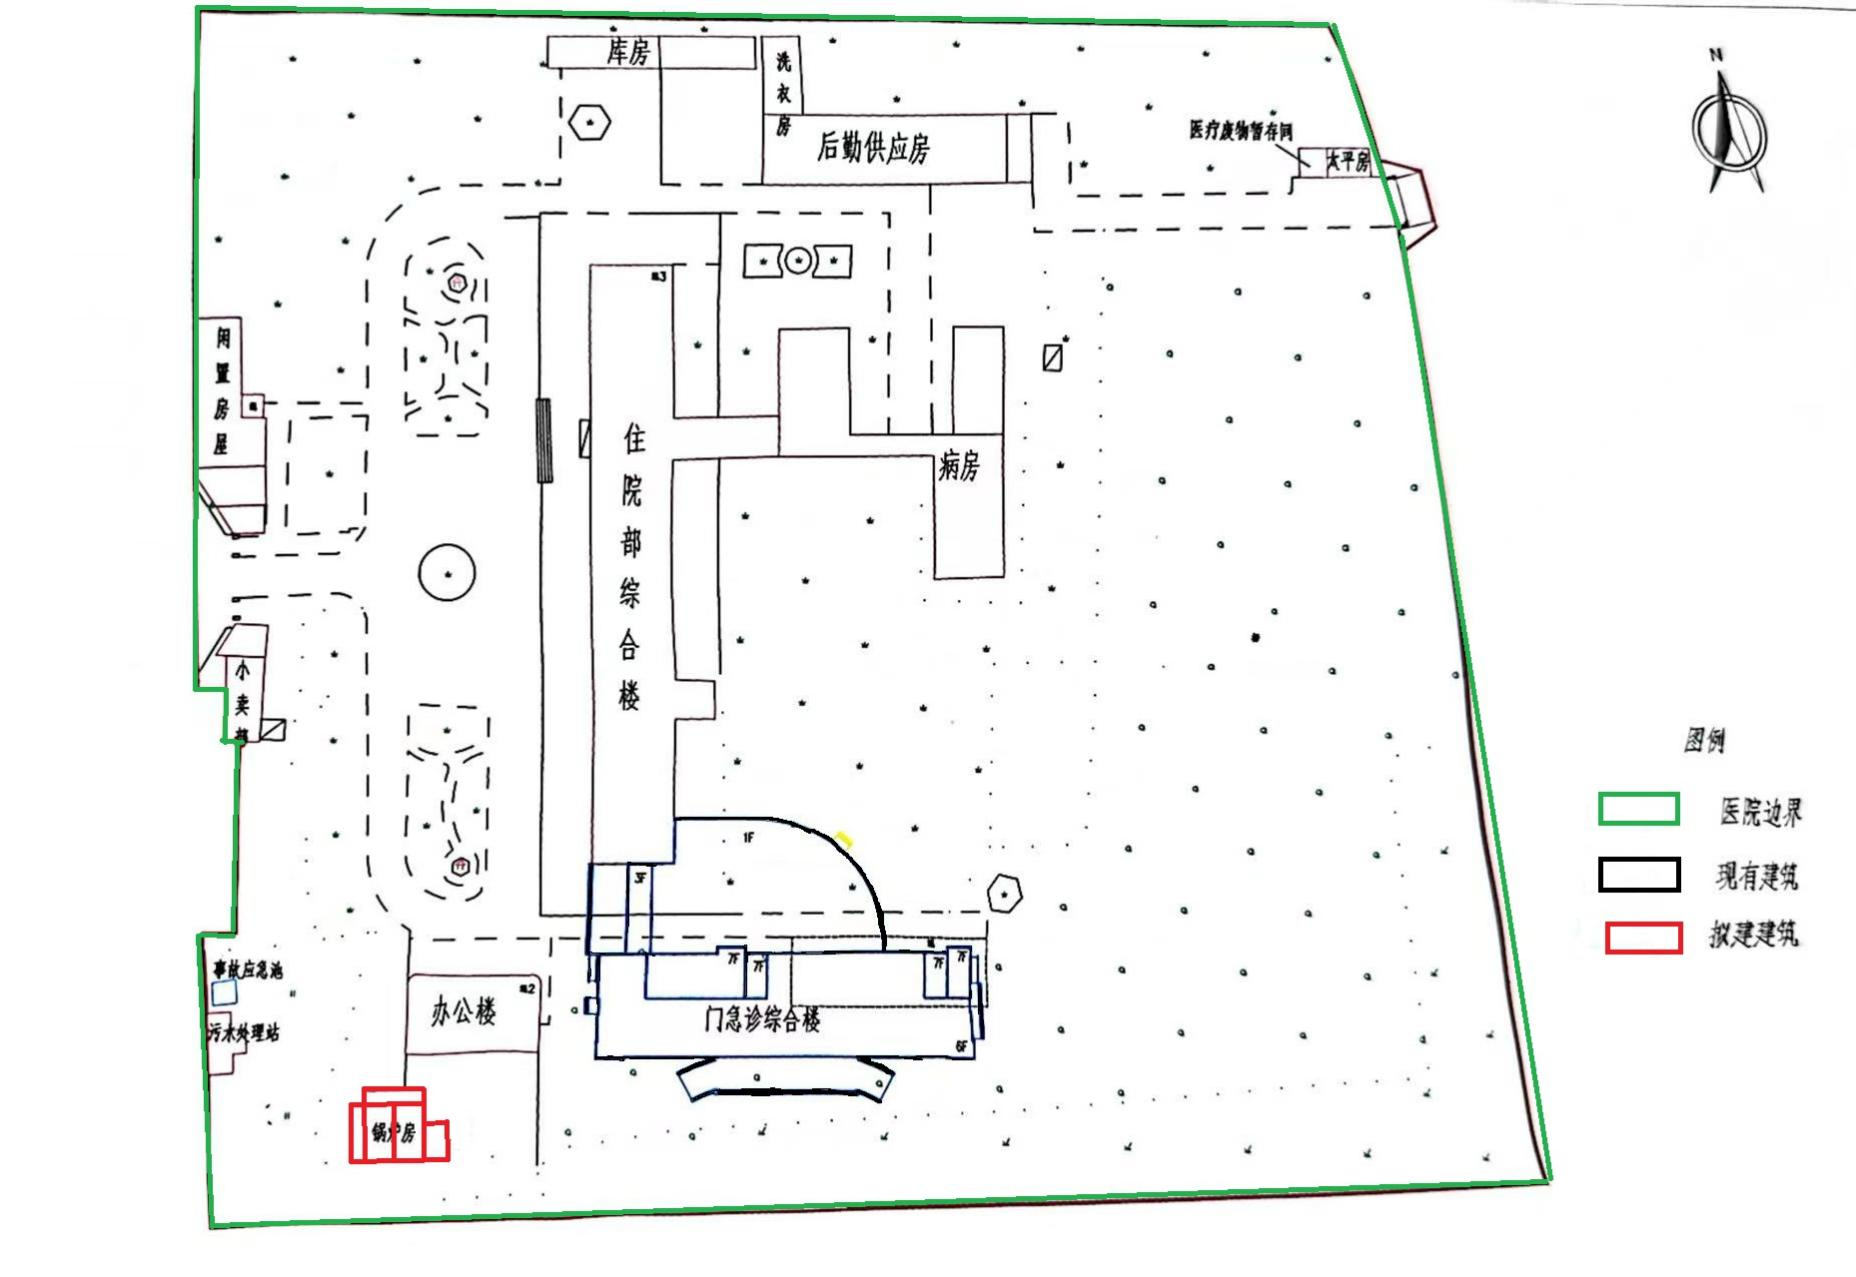 N
库房
洗衣房
后勤供应房
医疗废物暂存间
太平房
闲置房屋
住院部综合楼
病房
小卖部
1F
3F
7F
7F
7F
7F
6F
事故应急池
污水处理站
办公楼
门急诊综合楼
锅炉房
图例
医院边界
现有建筑
拟建建筑